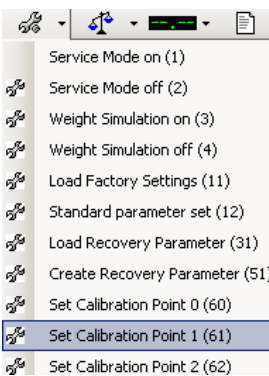 --.--
Service Mode on (1)
Service Mode off (2)
Weight Simulation on (3)
Weight Simulation off (4)
Load Factory Settings (11)
Standard parameter set (12)
Load Recovery Parameter (31)
Create Recovery Parameter (51)
Set Calibration Point 0 (60)
Set Calibration Point 1 (61)
Set Calibration Point 2 (62)